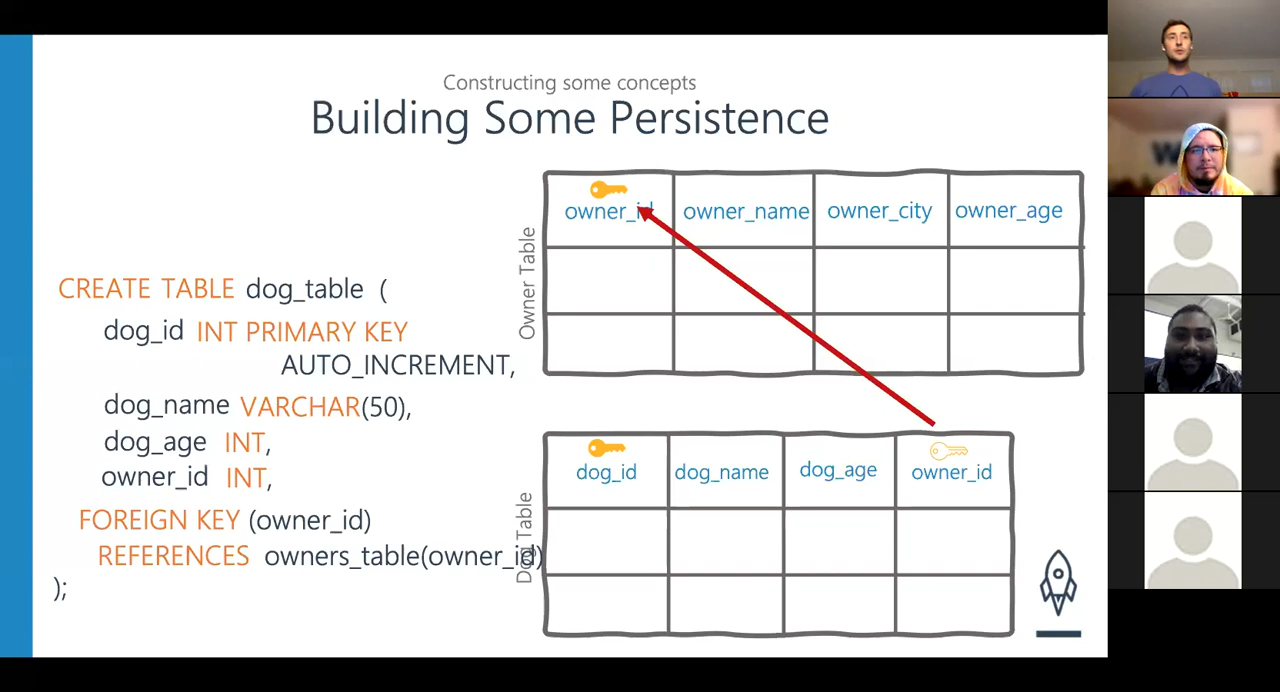 Constructing some concepts
Building Some Persistence
CREATE TABLE dog_table (
dog_id INT PRIMARY KEY
AUTO_INCREMENT,
dog_name VARCHAR(50),
dog_age INT,
owner_id INT,
FOREIGN KEY (owner_id)
REFERENCES owners_table(owner_id)
);
Owner Table
owner_id owner_name owner_city owner_age
Dog Table
dog_id dog_name dog_age owner_id